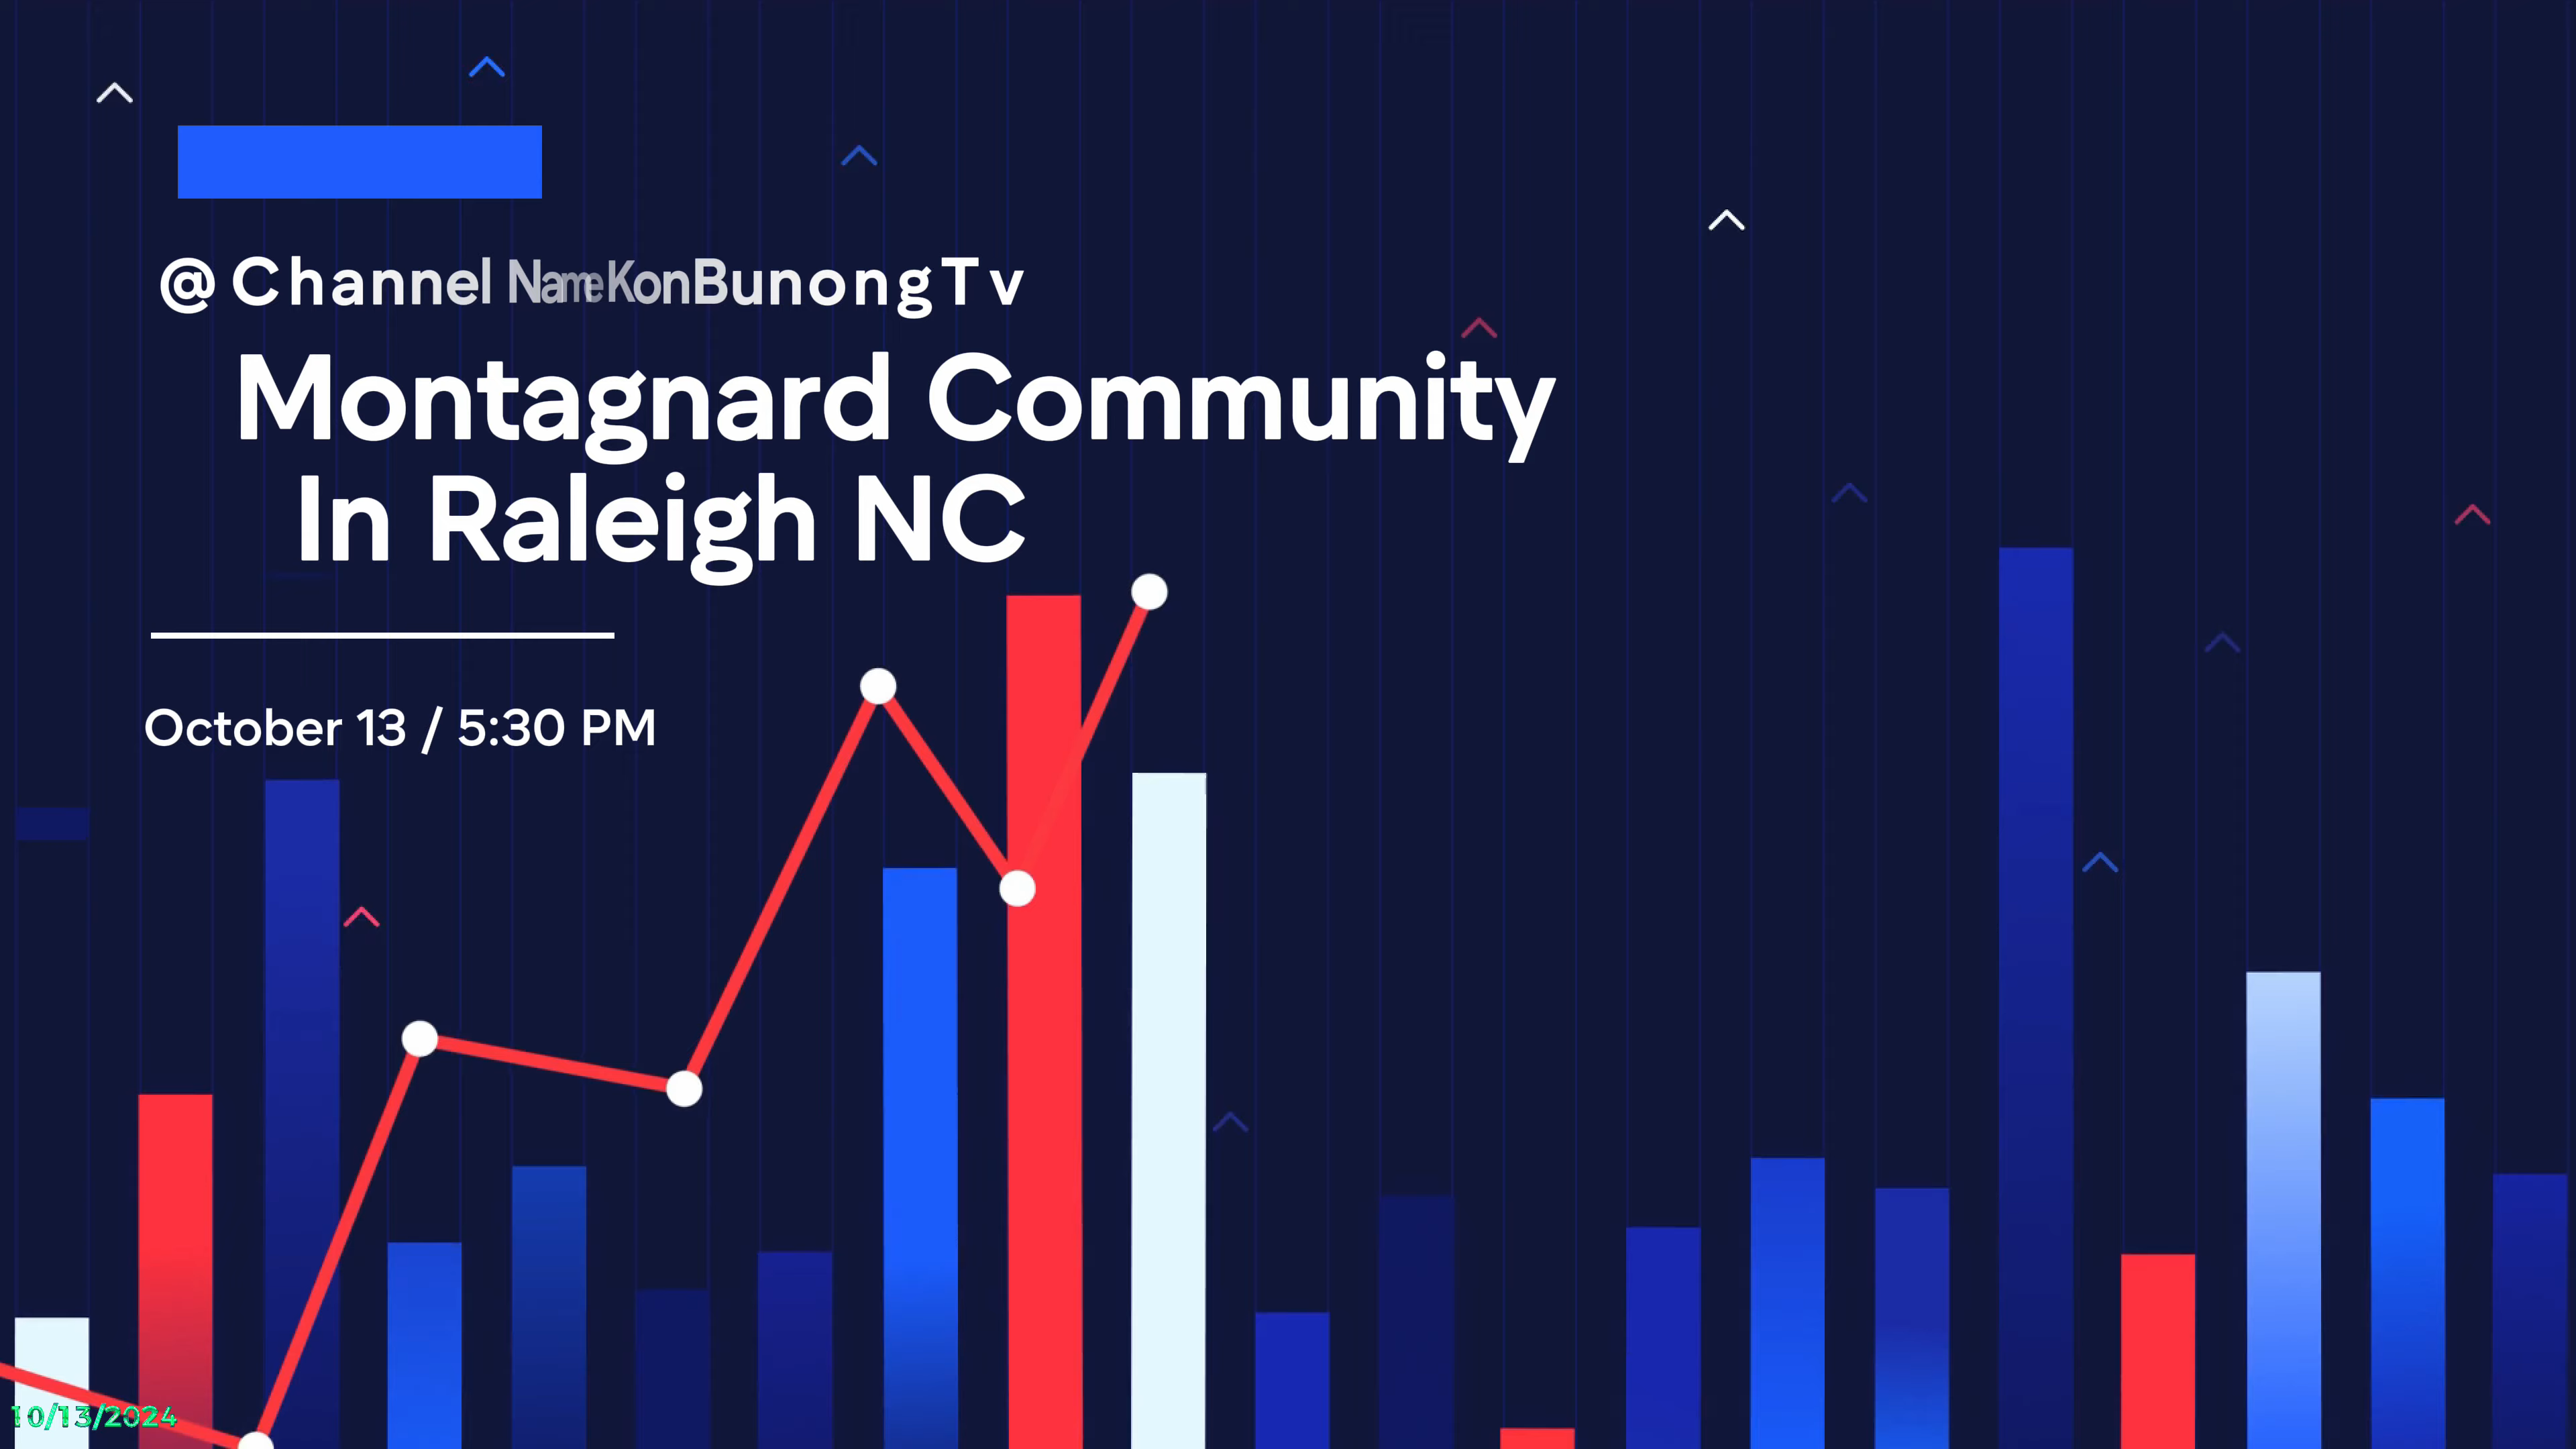 @Channel NameKonBunongTv
Montagnard Community
In Raleigh NC
October 13 / 5:30 PM
10/13/2024